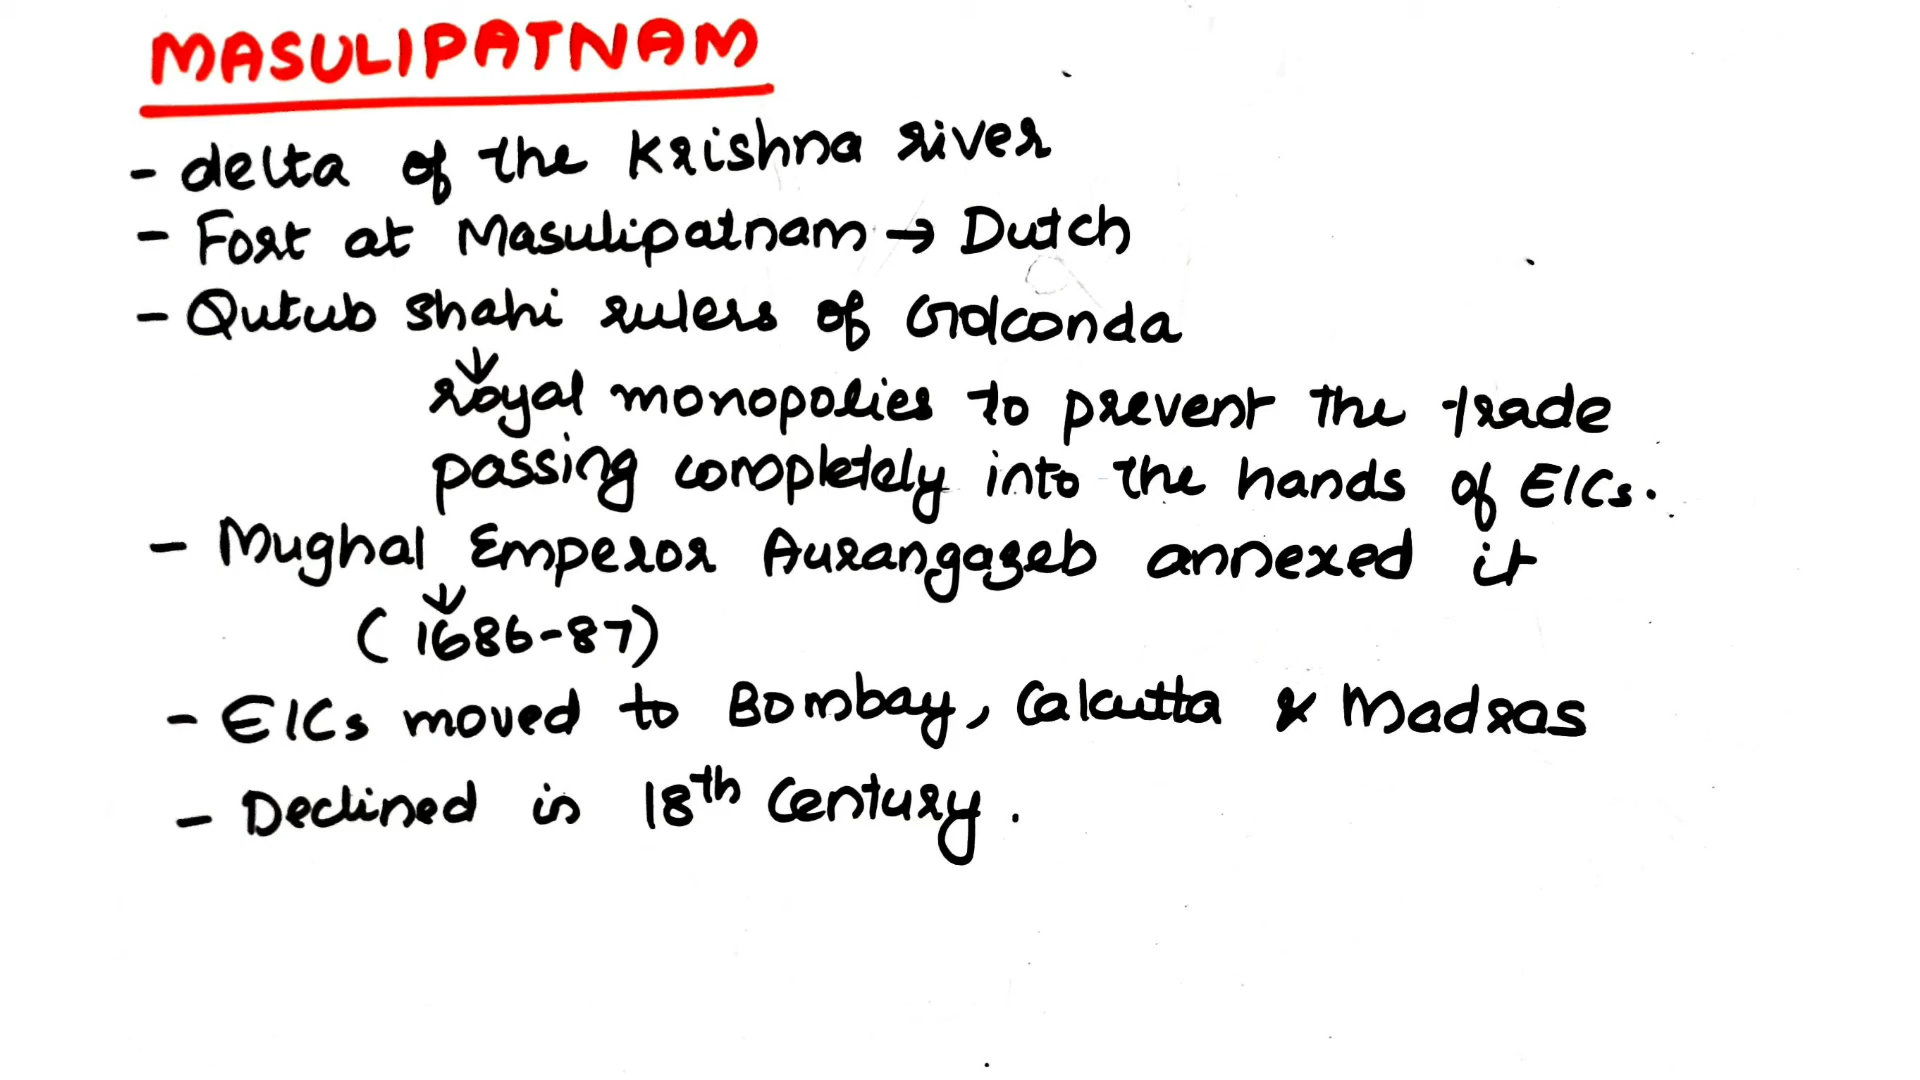 MASULIPATNAM
- delta of the Krishna river
- Fort at Masulipatnam → Dutch
- Qutub Shahi rulers of Golconda
↓
royal monopolies to prevent the trade
passing completely into the hands of EICs.
- Mughal Emperor Aurangazeb annexed it
↓
(1686-87)
- EICs moved to Bombay, Calcutta & Madras
- Declined in 18th Century.